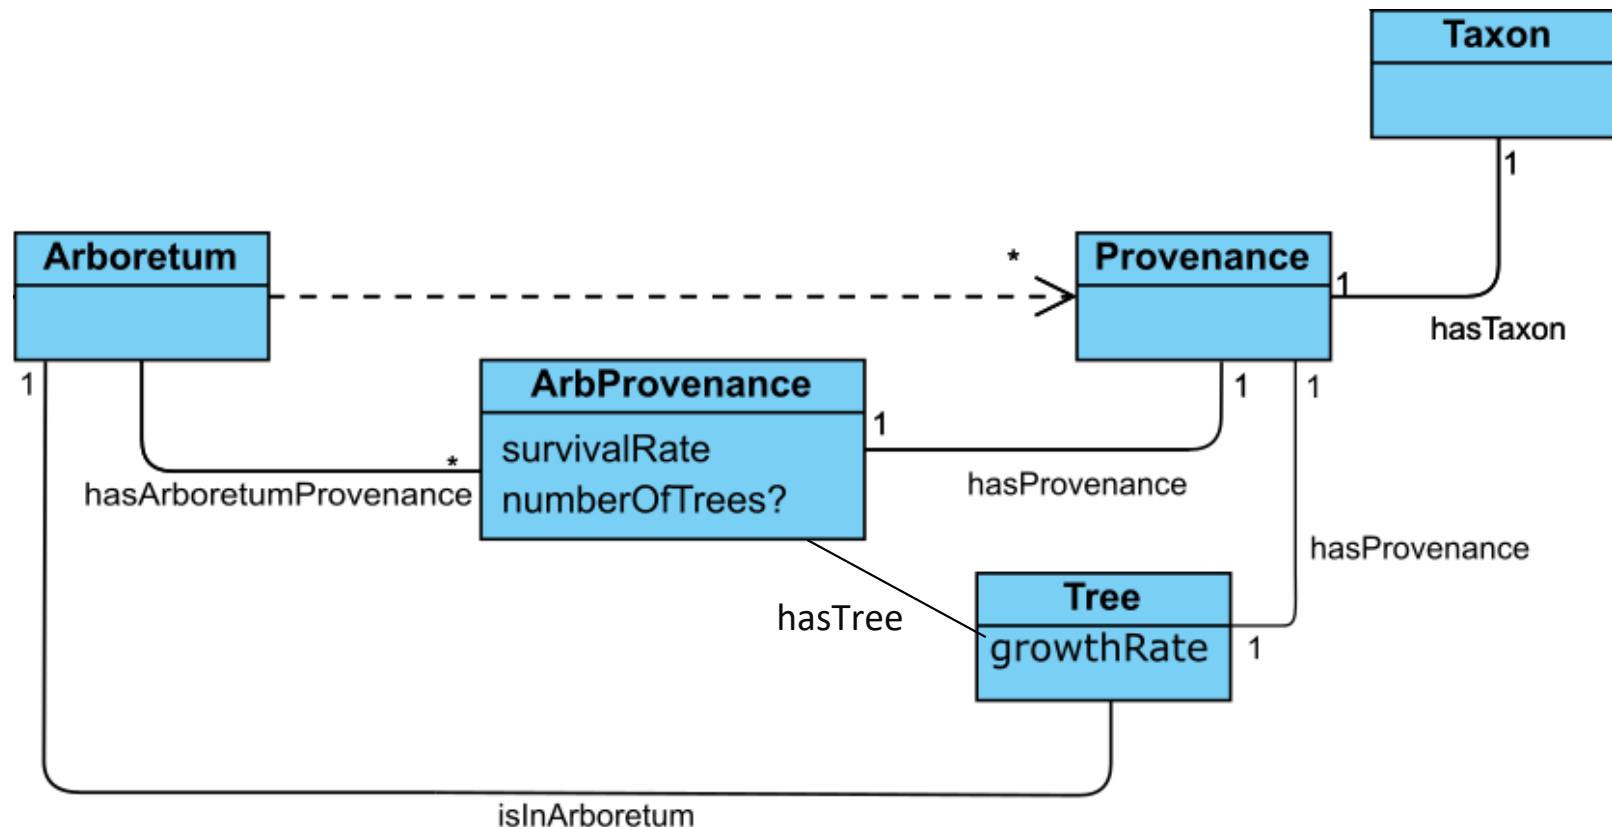 Taxon
1
Arboretum
*
Provenance
1
hasTaxon
1
ArbProvenance
1
1
1
survivalRate
*
hasArboretumProvenance
numberOfTrees?
hasProvenance
hasProvenance
Tree
hasTree
growthRate
1
isInArboretum